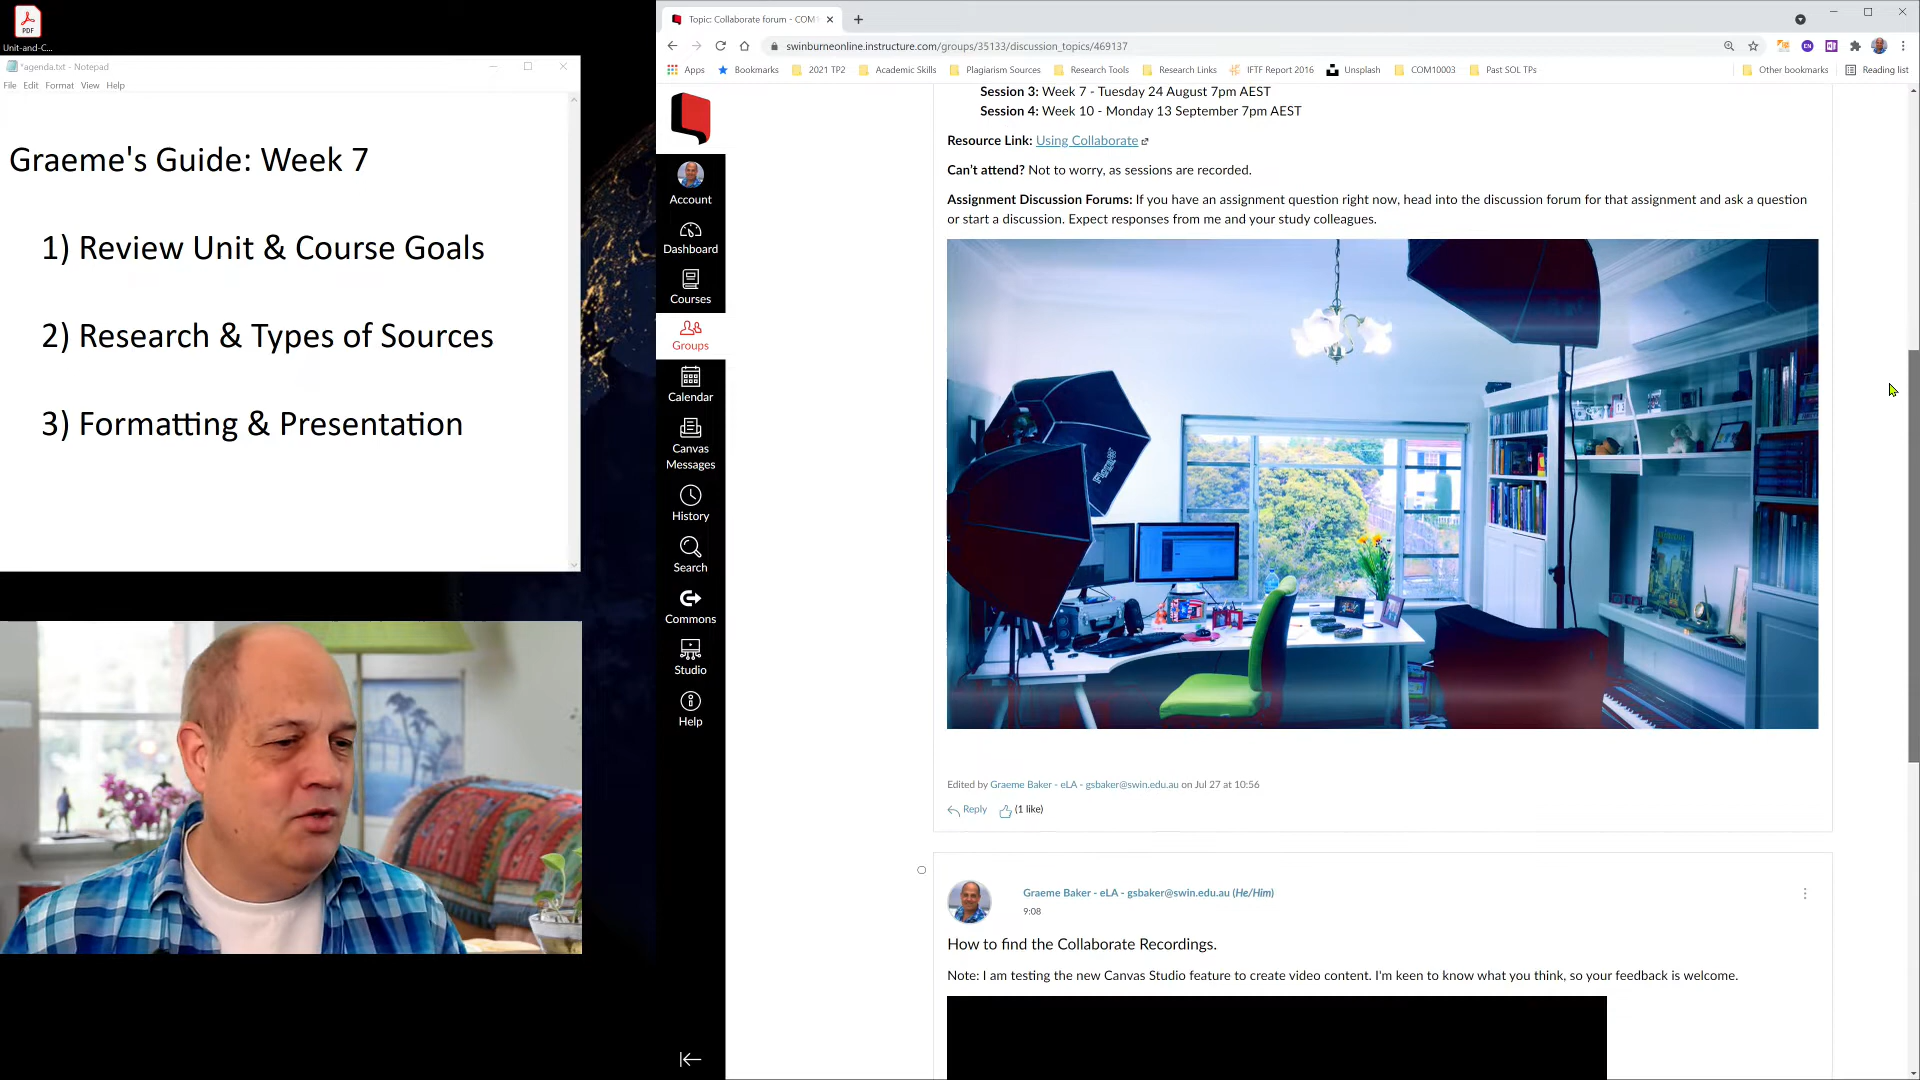 PDF
Unit-and-C...
*agenda.txt - Notepad
File Edit Format View Help
Graeme's Guide: Week 7
1) Review Unit & Course Goals
2) Research & Types of Sources
3) Formatting & Presentation
Topic: Collaborate forum - COM
swinburneonline.instructure.com/groups/35133/discussion_topics/469137
Apps Bookmarks 2021 TP2 Academic Skills Plagiarism Sources Research Tools Research Links IFTF Report 2016 Unsplash COM10003 Past SOL TPs Other bookmarks Reading list
Account
Dashboard
Courses
Groups
Calendar
Canvas
Messages
History
Search
Commons
Studio
Help
Session 3: Week 7 - Tuesday 24 August 7pm AEST
Session 4: Week 10 - Monday 13 September 7pm AEST
Resource Link: Using Collaborate
Can't attend? Not to worry, as sessions are recorded.
Assignment Discussion Forums: If you have an assignment question right now, head into the discussion forum for that assignment and ask a question
or start a discussion. Expect responses from me and your study colleagues.
Edited by Graeme Baker - eLA - gsbaker@swin.edu.au on Jul 27 at 10:56
Reply (1 like)
Graeme Baker - eLA - gsbaker@swin.edu.au (He/Him)
9:08
How to find the Collaborate Recordings.
Note: I am testing the new Canvas Studio feature to create video content. I'm keen to know what you think, so your feedback is welcome.